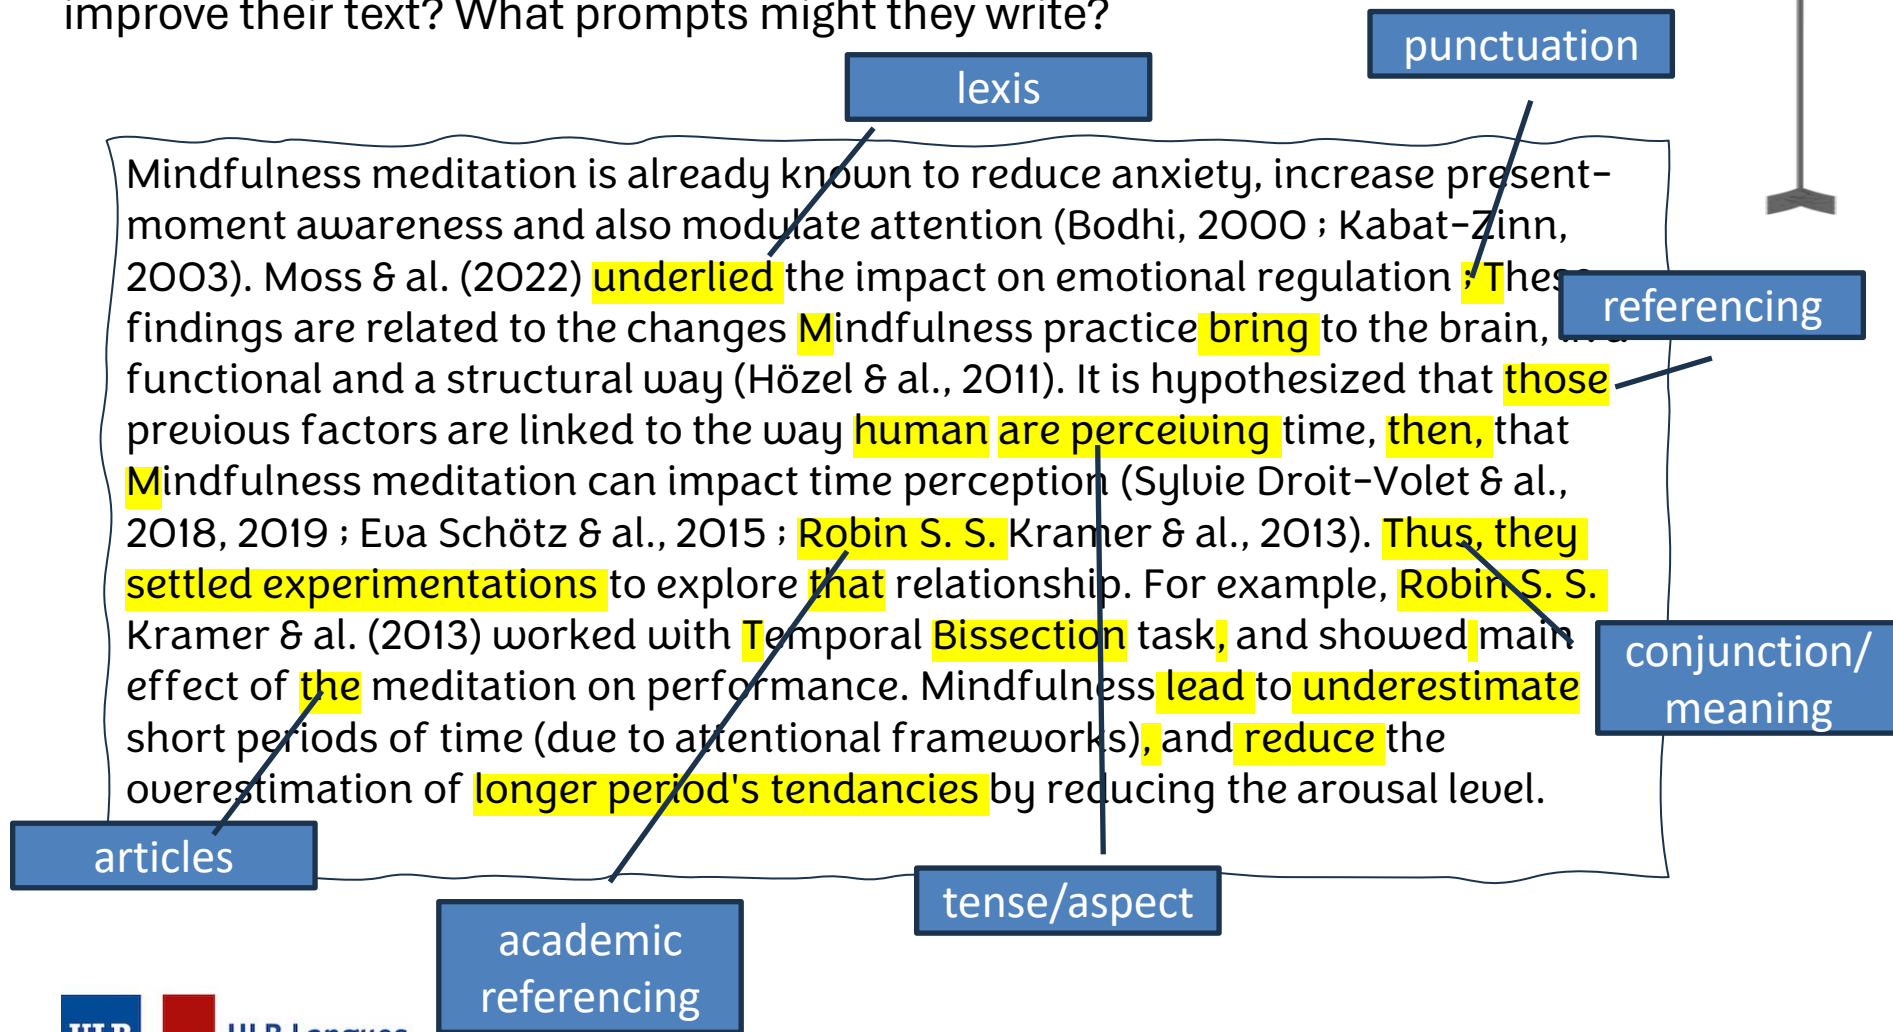 improve their text? What prompts might they write?
punctuation
lexis
Mindfulness meditation is already known to reduce anxiety, increase present-
moment awareness and also modulate attention (Bodhi, 2000 ; Kabat-Zinn,
2003). Moss & al. (2022) underlied the impact on emotional regulation ; These
referencing
findings are related to the changes Mindfulness practice bring to the brain,
functional and a structural way (Hözel & al., 2011). It is hypothesized that those
previous factors are linked to the way human are perceiving time, then, that
Mindfulness meditation can impact time perception (Sylvie Droit-Volet & al.,
2018, 2019 ; Eva Schötz & al., 2015 ; Robin S. S. Kramer & al., 2013). Thus, they
settled experimentations to explore that relationship. For example, Robin S. S.
Kramer & al. (2013) worked with Temporal Bissection task, and showed main
effect of the meditation on performance. Mindfulness lead to underestimate
short periods of time (due to attentional frameworks), and reduce the
overestimation of longer period's tendancies by reducing the arousal level.
conjunction/
meaning
articles
tense/aspect
academic
referencing
ULB ULB Langues